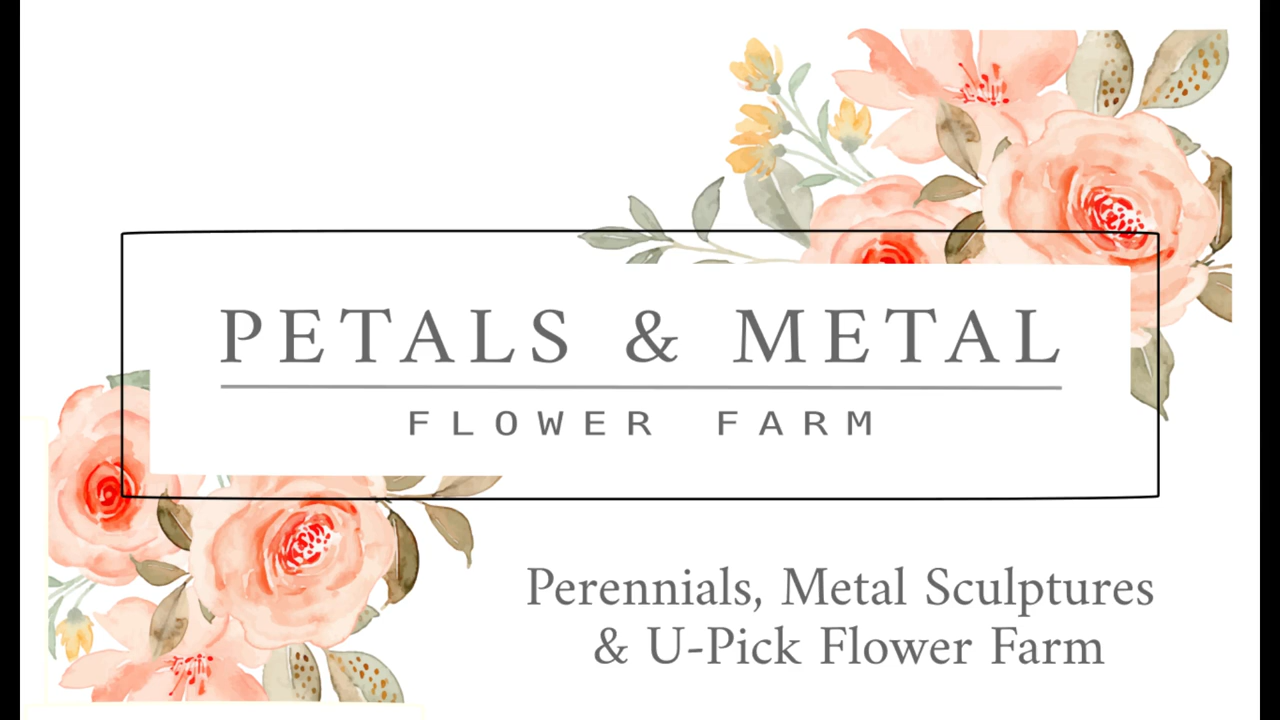 PETALS & METAL
FLOWER FARM
Perennials, Metal Sculptures
& U-Pick Flower Farm